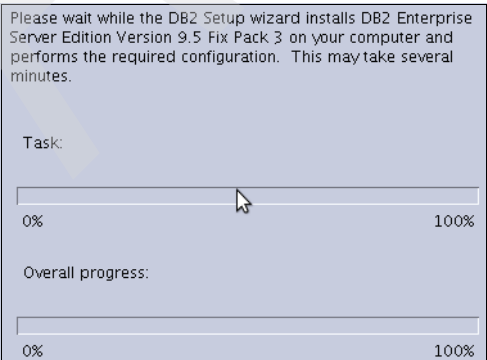 Please wait while the DB2 Setup wizard installs DB2 Enterprise
Server Edition Version 9.5 Fix Pack 3 on your computer and
performs the required configuration.  This may take several
minutes.
Task:
0% 100%
Overall progress:
0% 100%